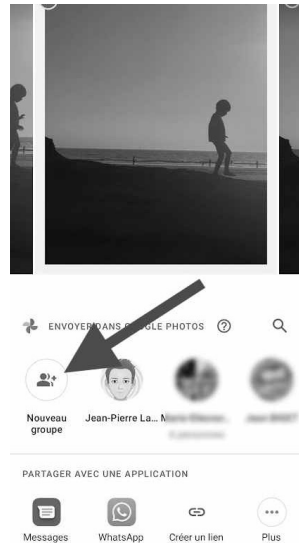 ENVOYER DANS GOOGLE PHOTOS
Nouveau groupe
Jean-Pierre La...
PARTAGER AVEC UNE APPLICATION
Messages
WhatsApp
Créer un lien
Plus